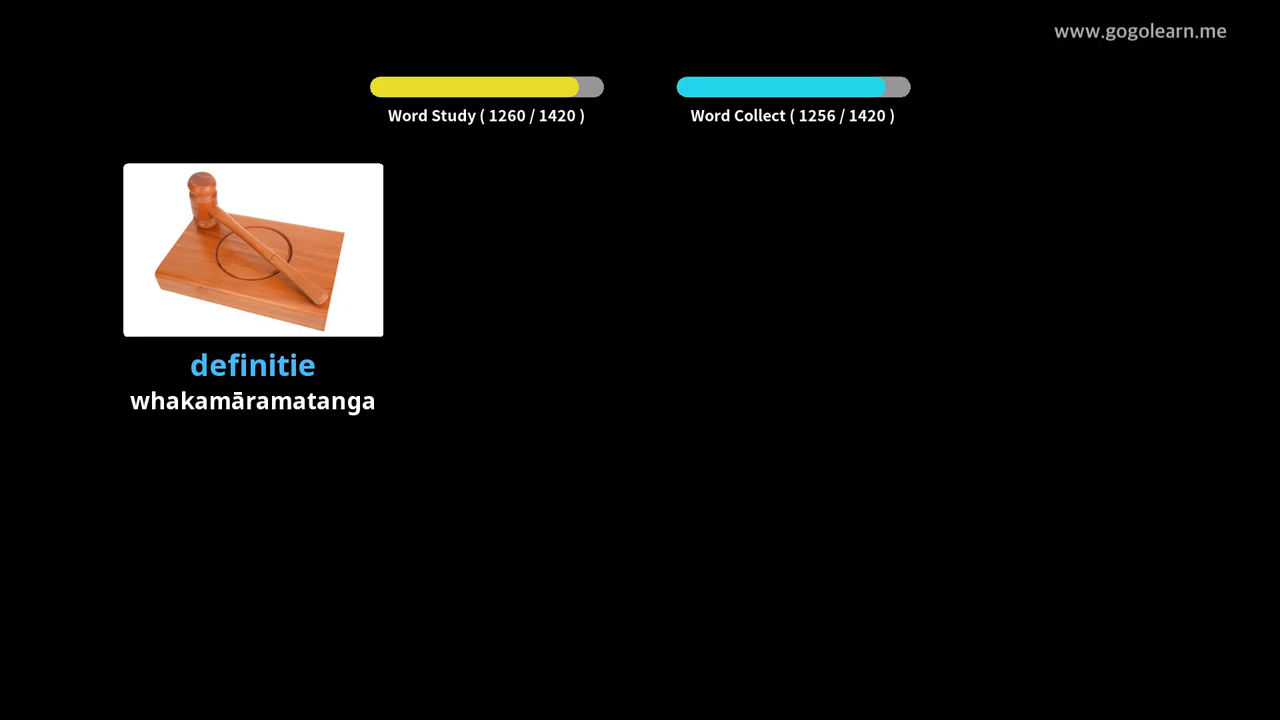 www.gogolearn.me
Word Study ( 1260 / 1420 )
Word Collect ( 1256 / 1420 )
definitie
whakamāramatanga